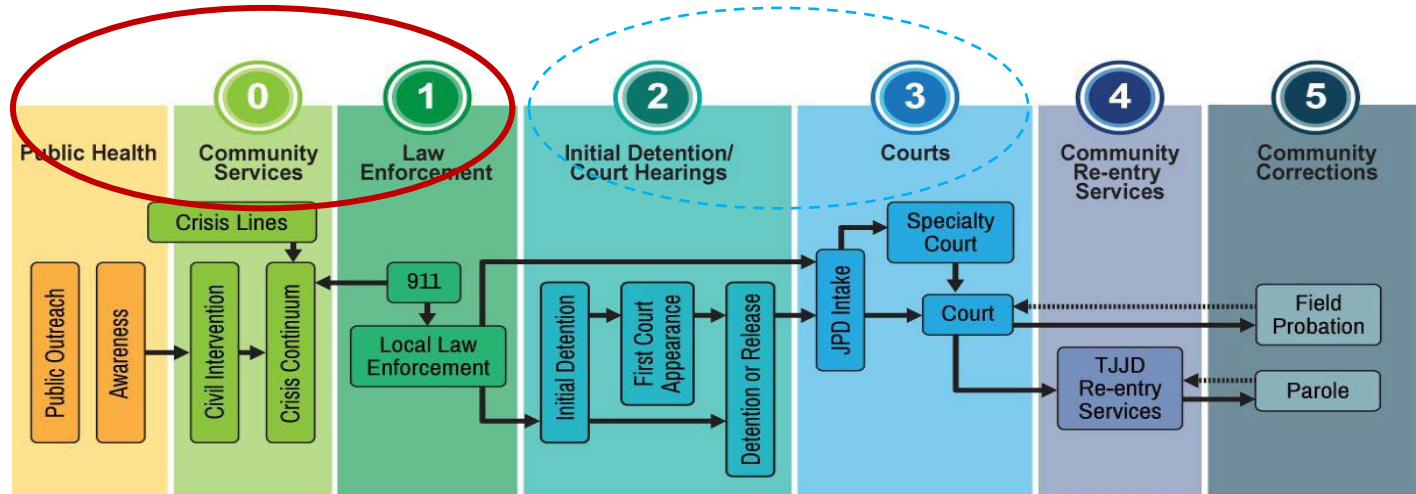 0
1
2
3
4
5
Public Health
Community
Services
Law
Enforcement
Initial Detention/
Court Hearings
Courts
Community
Re-entry
Services
Community
Corrections
Crisis Lines
Public Outreach
Awareness
Civil Intervention
Crisis Continuum
911
Local Law
Enforcement
Initial Detention
First Court
Appearance
Detention or Release
JPD Intake
Specialty
Court
Court
TJJD
Re-entry
Services
Field
Probation
Parole